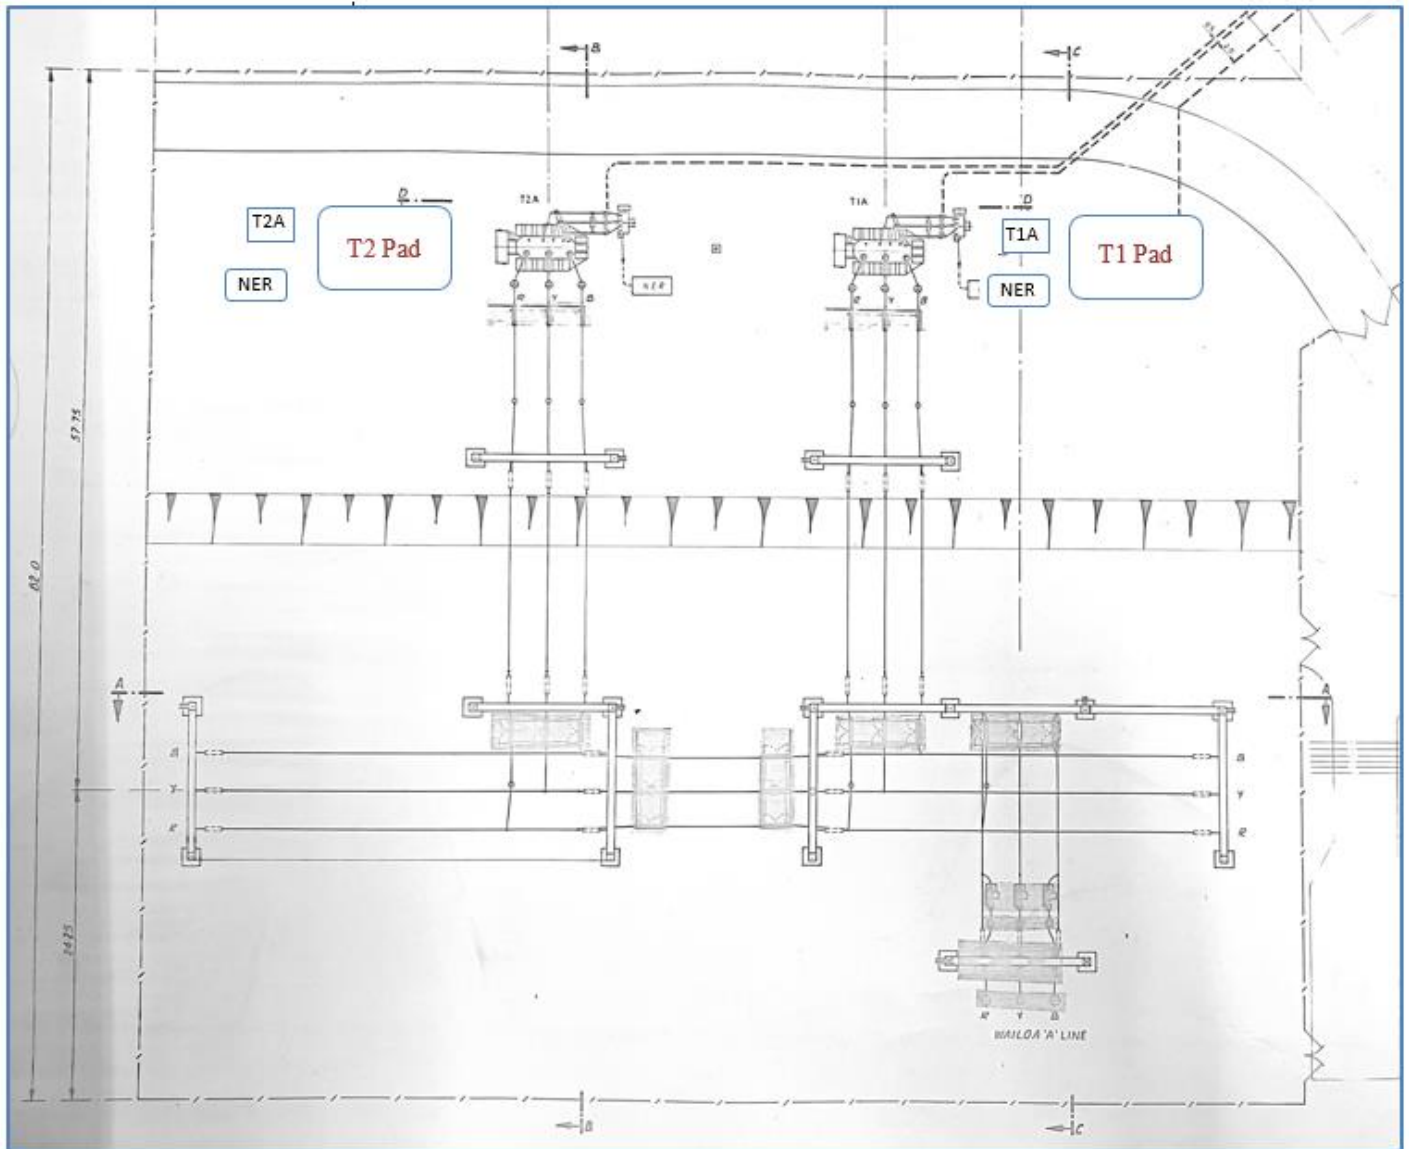 B
C
D
T2A
T1A
D
T2A
T2 Pad
T1A
T1 Pad
NER
NER
NER
R Y B
R Y B
57.75
82.0
A
A
B
B
Y
Y
R
R
24.25
R Y B
WAILOA 'A' LINE
B
C